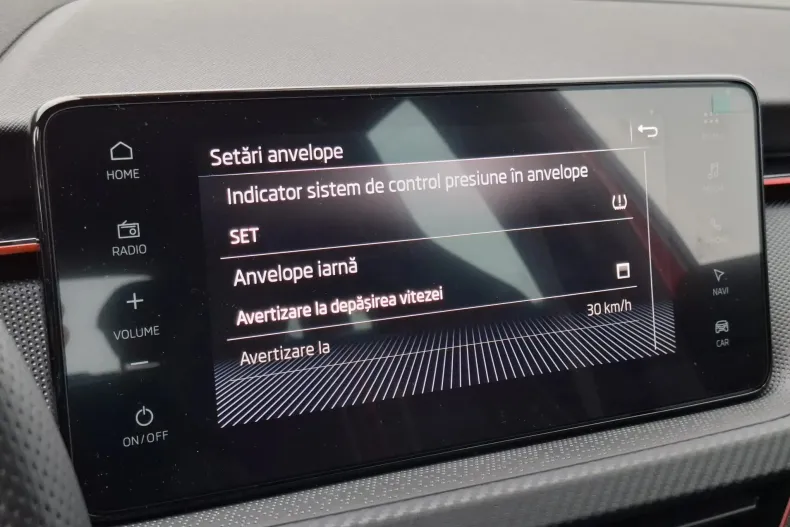 HOME
RADIO
+
VOLUME
−
ON/OFF
Setări anvelope
Indicator sistem de control presiune în anvelope
SET
Anvelope iarnă
Avertizare la depășirea vitezei
Avertizare la 30 km/h
NAVI
CAR